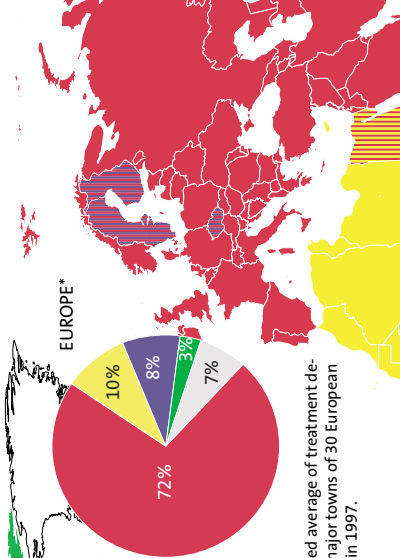 EUROPE*
10%
8%
3%
7%
72%
ed average of treatment de-
major towns of 30 European
in 1997.